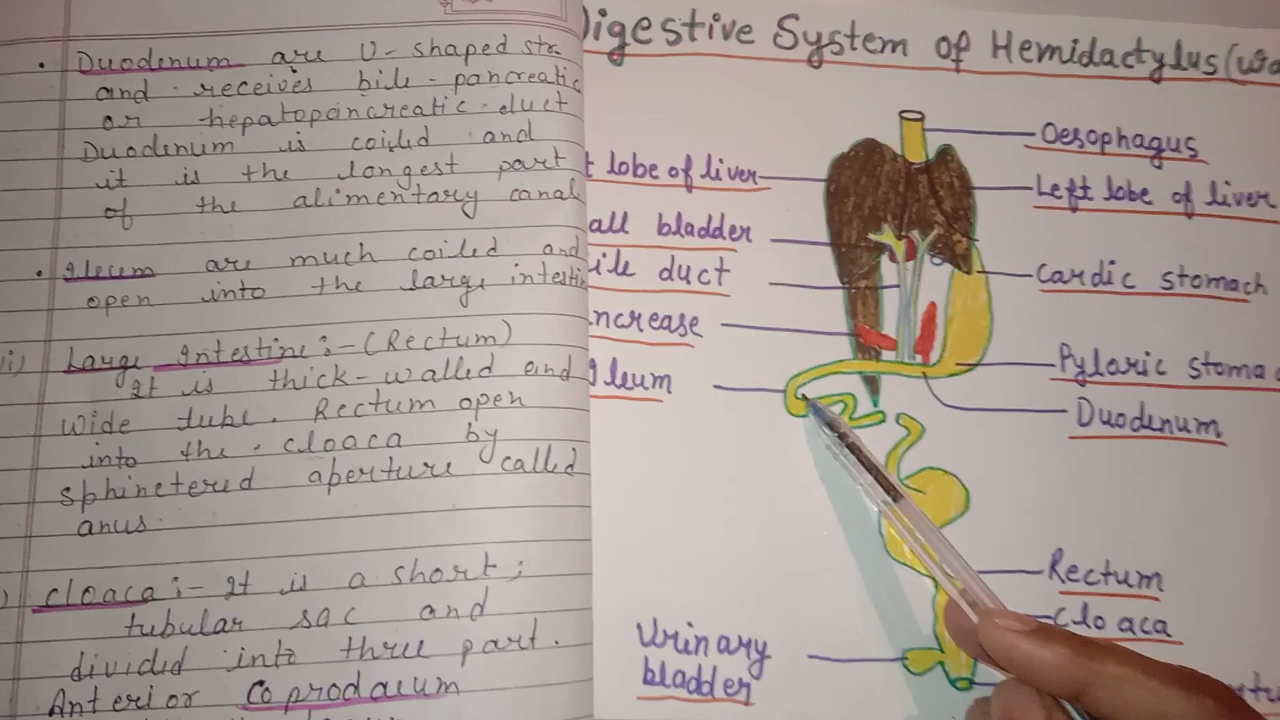 • Duodenum are U-shaped str
and receives bile-pancreatic
or hepatopancreatic duct
Duodenum is coiled and
it is the longest part
of the alimentary canal
• Ileum are much coiled and
open into the large intesti
ii) Large Intestine :- (Rectum)
It is thick-walled and
wide tube. Rectum open
into the cloaca by
sphinctered aperture called
anus.
) Cloaca :- It is a short;
tubular sac and
divided into three part.
Anterior Coprodaeum
Digestive System of Hemidactylus (Wa
Oesophagus
t lobe of liver
Left lobe of liver
all bladder
ile duct
Cardic stomach
ncrease
Pylaric stoma
Ileum
Duodenum
Rectum
Cloaca
Urinary
bladder